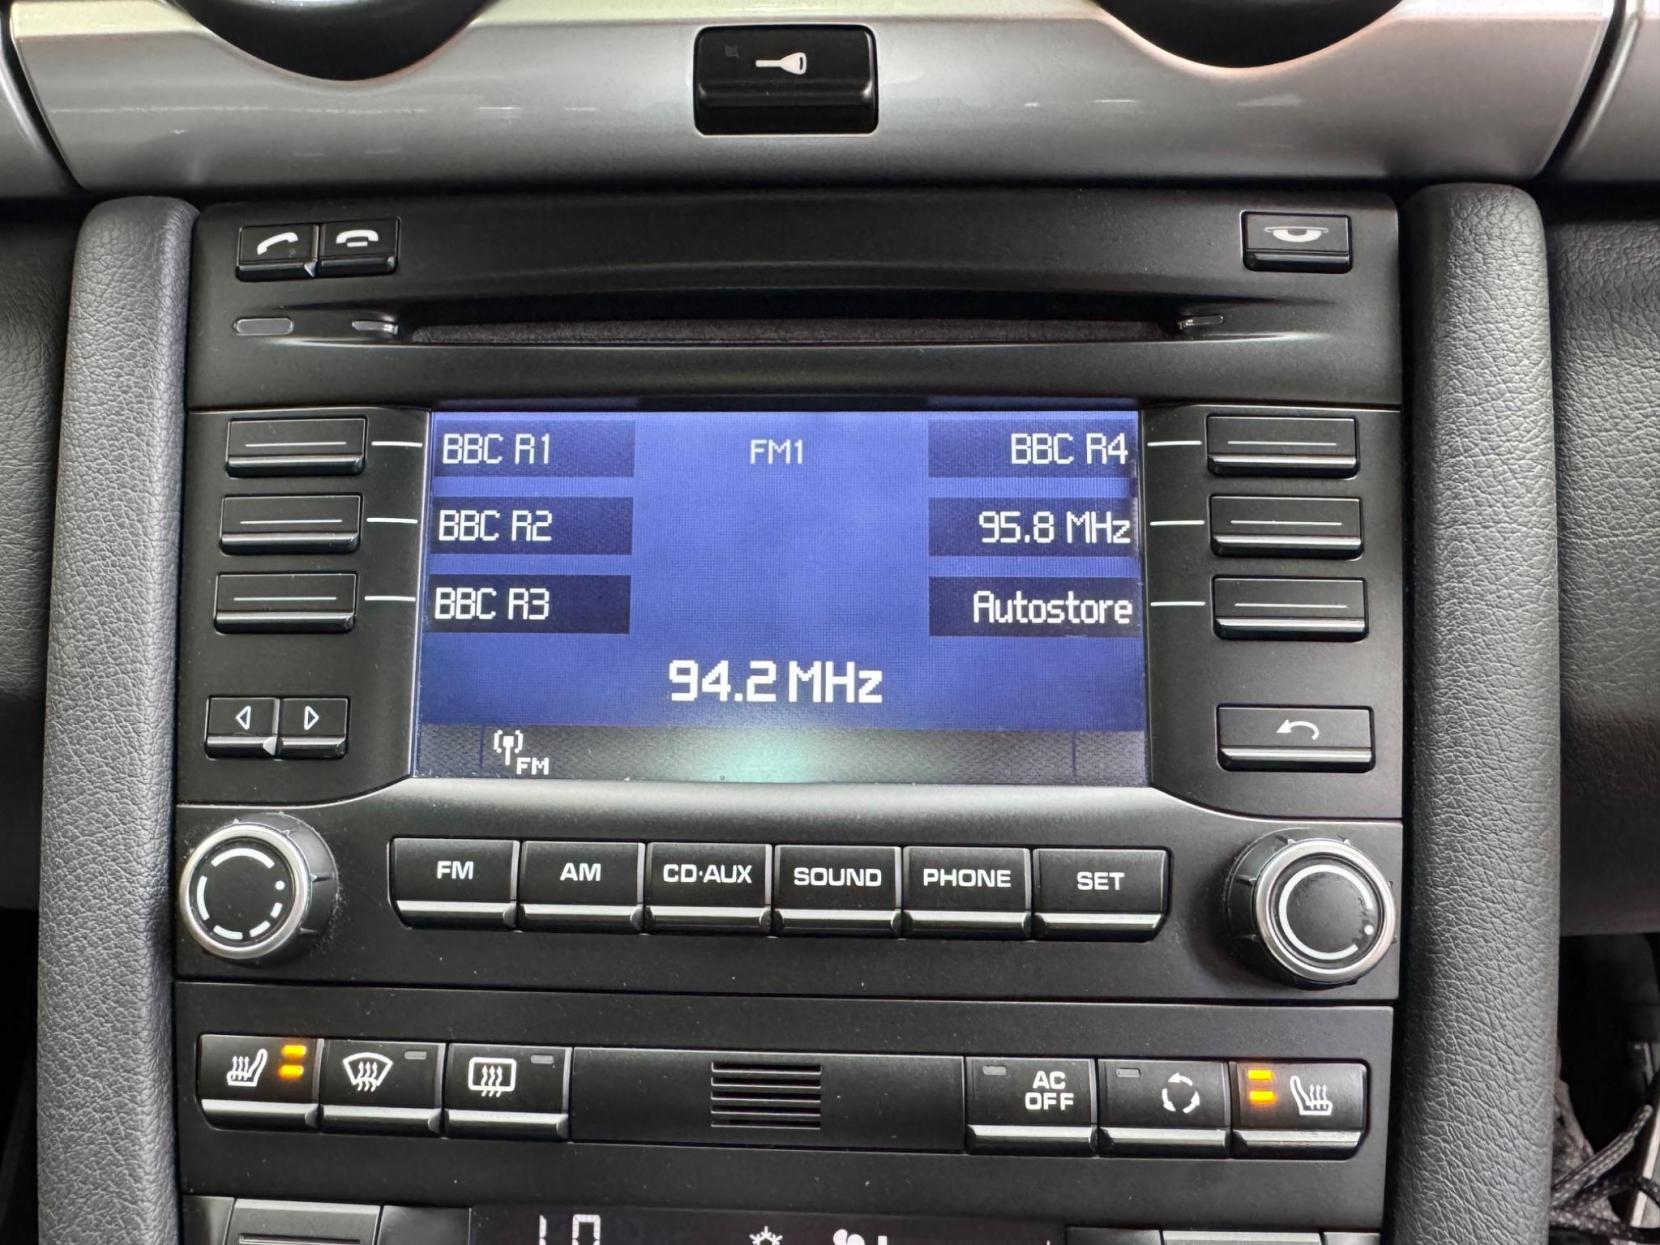 BBC R1
FM1
BBC R4
BBC R2
95.8 MHz
BBC R3
Autostore
94.2 MHz
FM
FM
AM
CD·AUX
SOUND
PHONE
SET
AC
OFF